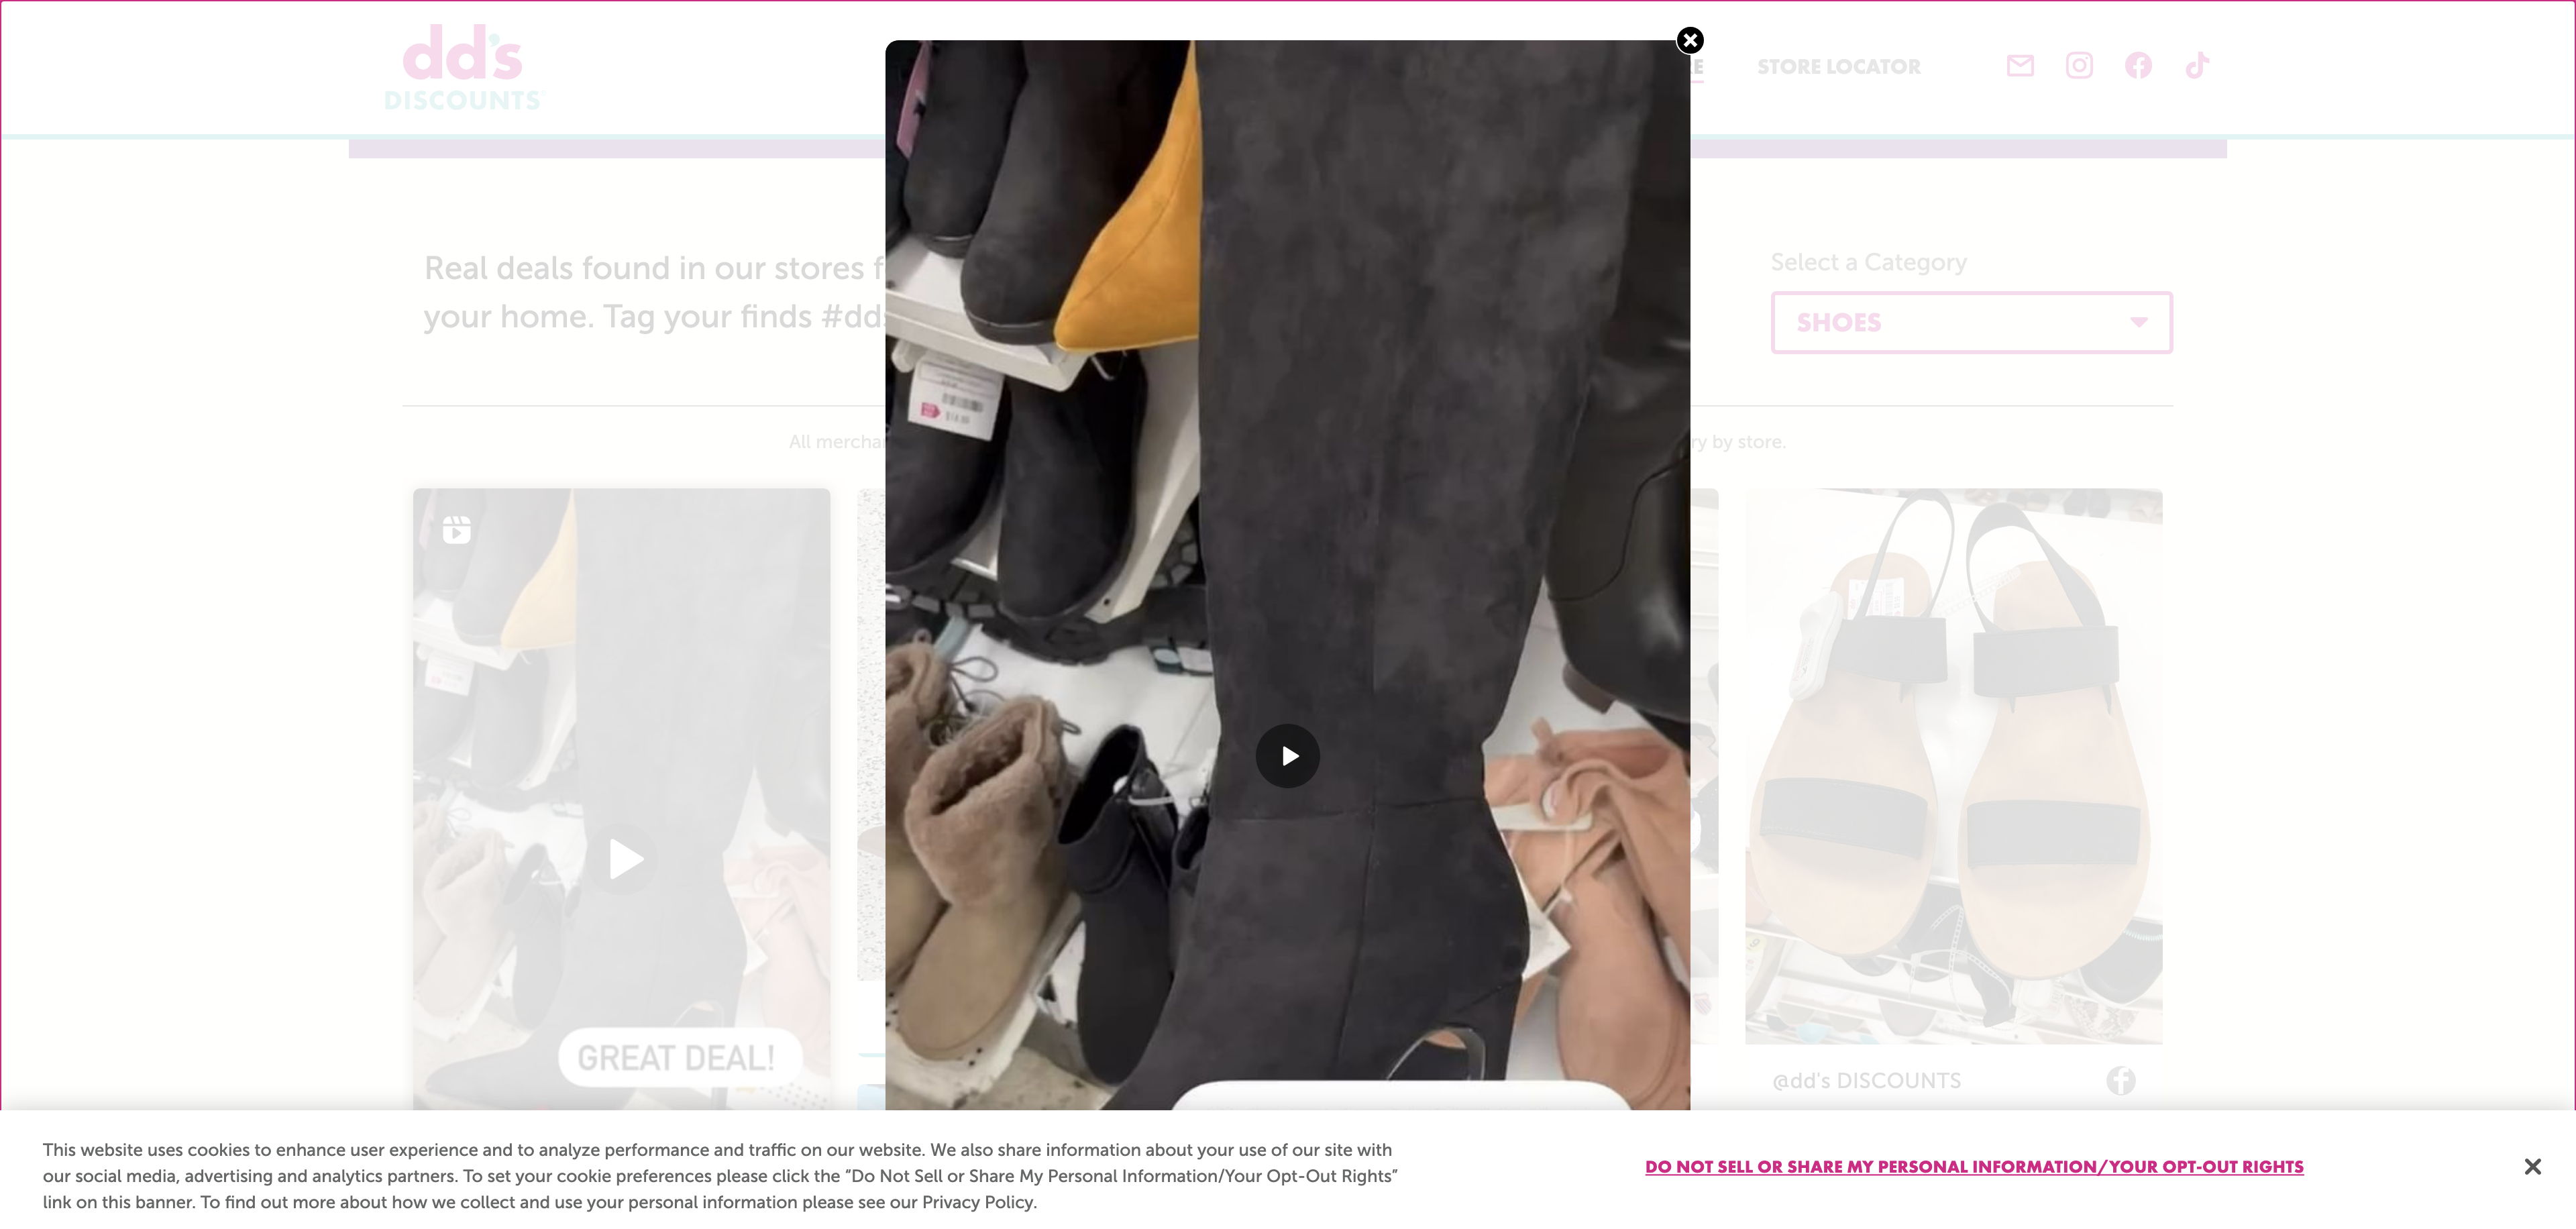 dd's
DISCOUNTS
STORE LOCATOR
Real deals found in our stores
your home. Tag your finds
Select a Category
SHOES
All
by store.
GREAT DEAL!
@dd's DISCOUNTS
This website uses cookies to enhance user experience and to analyze performance and traffic on our website. We also share information about your use of our site with
our social media, advertising and analytics partners. To set your cookie preferences please click the “Do Not Sell or Share My Personal Information/Your Opt-Out Rights”
link on this banner. To find out more about how we collect and use your personal information please see our Privacy Policy.
DO NOT SELL OR SHARE MY PERSONAL INFORMATION/YOUR OPT-OUT RIGHTS